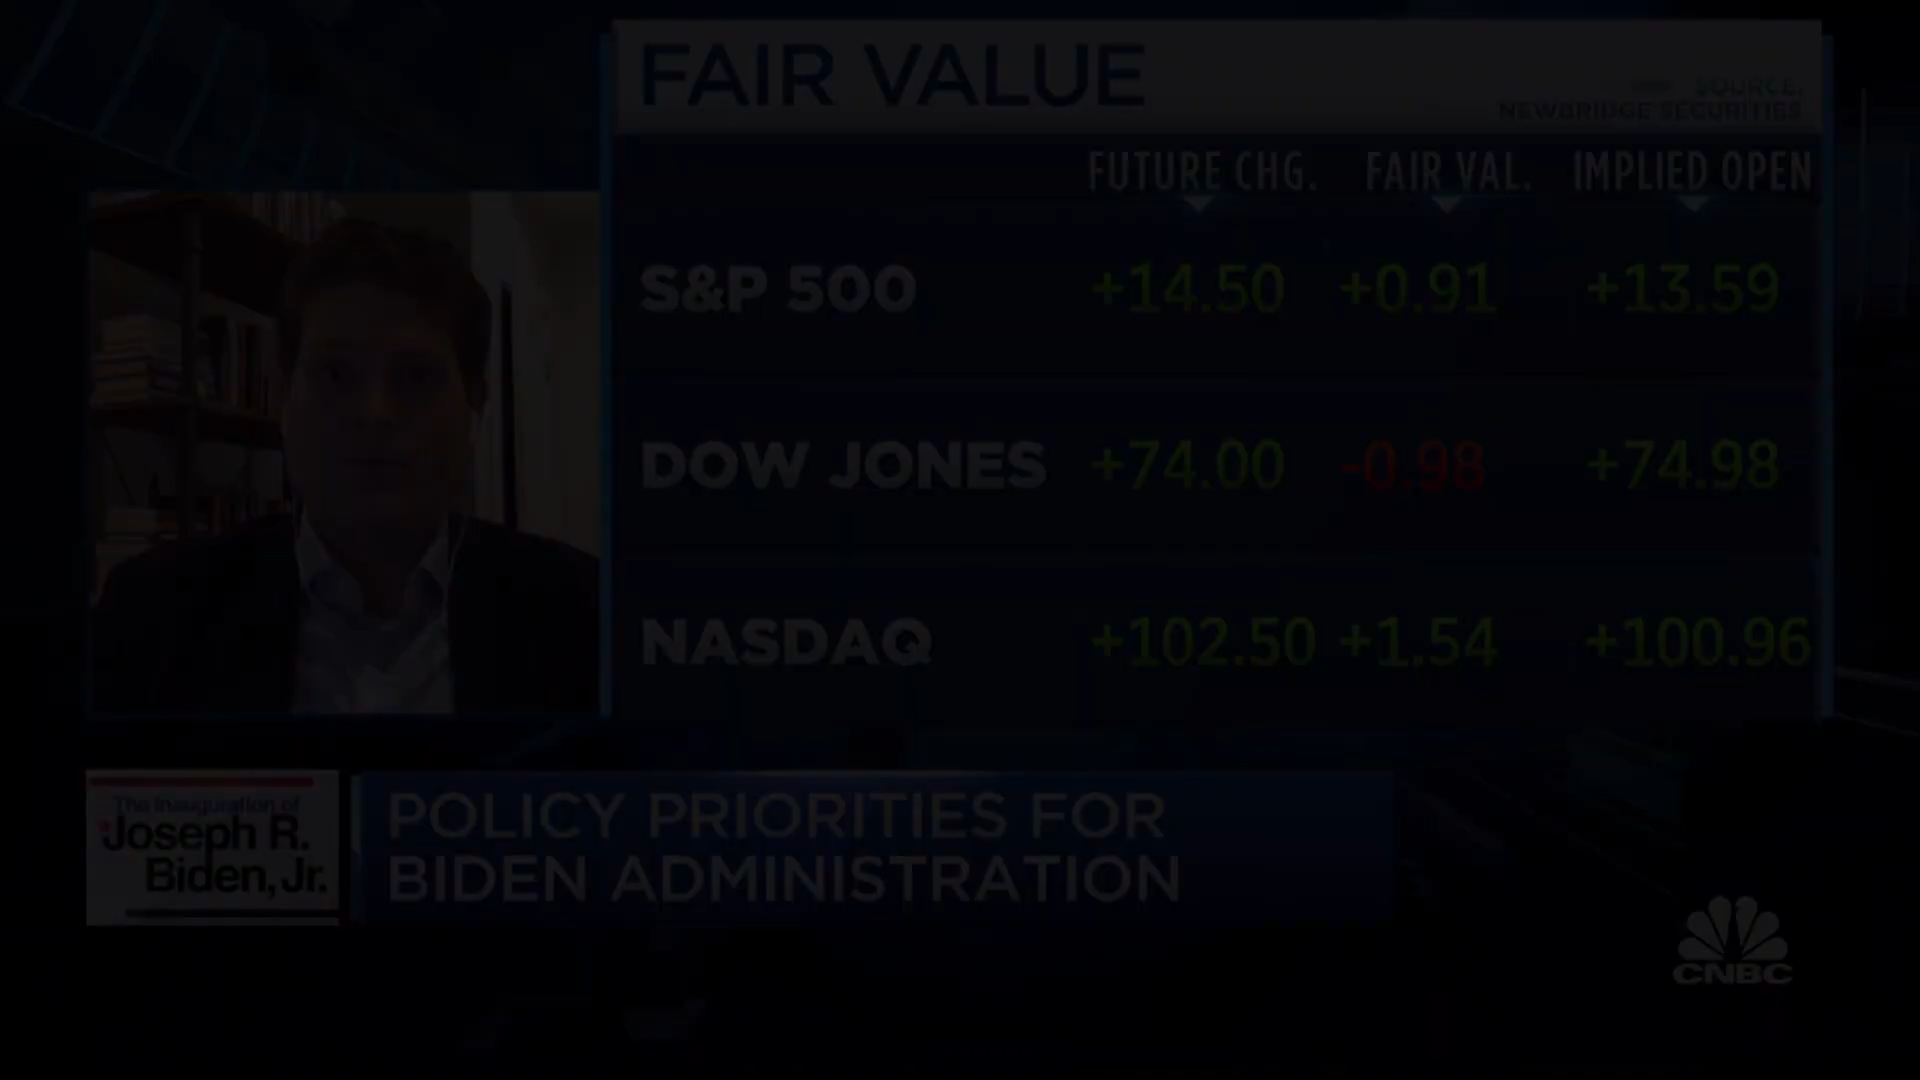 FAIR VALUE
SOURCE:
NEWBRIDGE SECURITIES
FUTURE CHG. FAIR VAL. IMPLIED OPEN
S&P 500 +14.50 +0.91 +13.59
DOW JONES +74.00 -0.98 +74.98
NASDAQ +102.50 +1.54 +100.96
The Inauguration of
Joseph R.
Biden, Jr.
POLICY PRIORITIES FOR
BIDEN ADMINISTRATION
CNBC